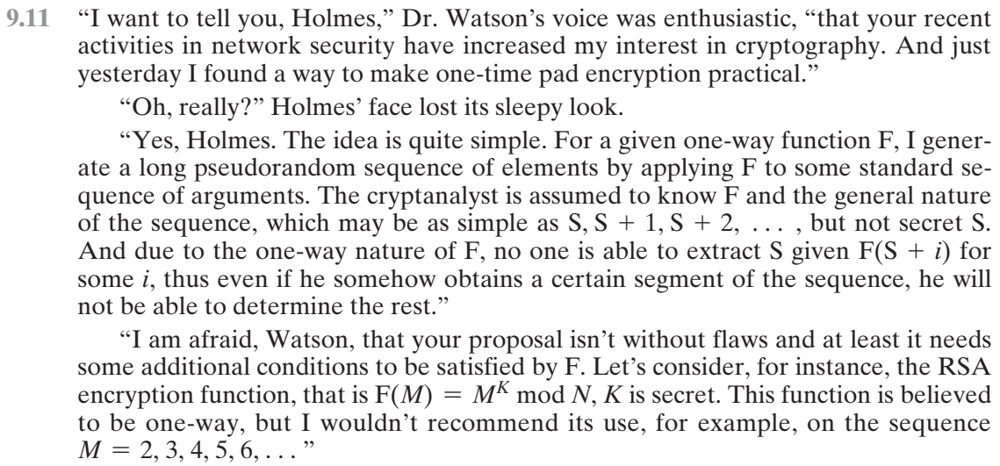 9.11 “I want to tell you, Holmes,” Dr. Watson’s voice was enthusiastic, “that your recent
activities in network security have increased my interest in cryptography. And just
yesterday I found a way to make one-time pad encryption practical.”
“Oh, really?” Holmes’ face lost its sleepy look.
“Yes, Holmes. The idea is quite simple. For a given one-way function F, I gener-
ate a long pseudorandom sequence of elements by applying F to some standard se-
quence of arguments. The cryptanalyst is assumed to know F and the general nature
of the sequence, which may be as simple as S, S + 1, S + 2, … , but not secret S.
And due to the one-way nature of F, no one is able to extract S given F(S + i) for
some i, thus even if he somehow obtains a certain segment of the sequence, he will
not be able to determine the rest.”
“I am afraid, Watson, that your proposal isn’t without flaws and at least it needs
some additional conditions to be satisfied by F. Let’s consider, for instance, the RSA
encryption function, that is F(M) = M^K mod N, K is secret. This function is believed
to be one-way, but I wouldn’t recommend its use, for example, on the sequence
M = 2, 3, 4, 5, 6, … ”